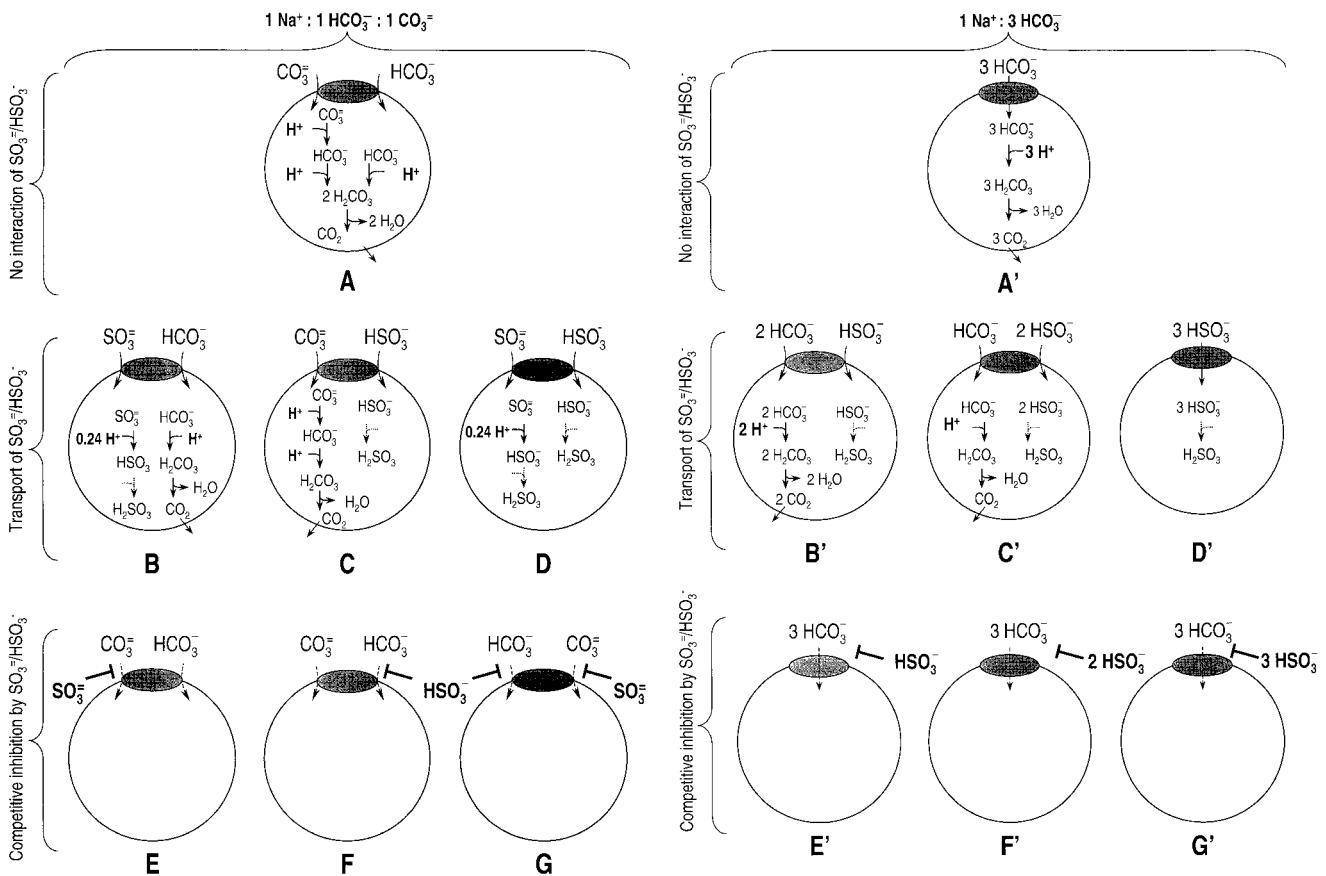 1 Na⁺ : 1 HCO₃⁻ : 1 CO₃⁼
1 Na⁺ : 3 HCO₃⁻
No interaction of SO₃⁼/HSO₃⁻
CO₃⁼ HCO₃⁻
CO₃⁼
H⁺
HCO₃⁻ HCO₃⁻
H⁺ H⁺
2 H₂CO₃
2 H₂O
CO₂
A
No interaction of SO₃⁼/HSO₃⁻
3 HCO₃⁻
3 HCO₃⁻
3 H⁺
3 H₂CO₃
3 H₂O
3 CO₂
A'
Transport of SO₃⁼/HSO₃⁻
SO₃⁼ HCO₃⁻
SO₃⁼ HCO₃⁻
0.24 H⁺ H⁺
HSO₃⁻ H₂CO₃
H₂O
H₂SO₃ CO₂
B
CO₃⁼ HSO₃⁻
CO₃⁼ HSO₃⁻
H⁺
HCO₃⁻ H₂SO₃
H⁺
H₂CO₃
H₂O
CO₂
C
SO₃⁼ HSO₃⁻
SO₃⁼ HSO₃⁻
0.24 H⁺
HSO₃⁻ H₂SO₃
H₂SO₃
D
Transport of SO₃⁼/HSO₃⁻
2 HCO₃⁻ HSO₃⁻
2 HCO₃⁻ HSO₃⁻
2 H⁺
2 H₂CO₃ H₂SO₃
2 H₂O
2 CO₂
B'
HCO₃⁻ 2 HSO₃⁻
HCO₃⁻ 2 HSO₃⁻
H⁺
H₂CO₃ H₂SO₃
H₂O
CO₂
C'
3 HSO₃⁻
3 HSO₃⁻
H₂SO₃
D'
Competitive inhibition by SO₃⁼/HSO₃⁻
CO₃⁼ HCO₃⁻
SO₃⁼
E
CO₃⁼ HCO₃⁻
HSO₃⁻
F
HCO₃⁻ CO₃⁼
SO₃⁼
G
Competitive inhibition by SO₃⁼/HSO₃⁻
3 HCO₃⁻
HSO₃⁻
E'
3 HCO₃⁻
2 HSO₃⁻
F'
3 HCO₃⁻
3 HSO₃⁻
G'